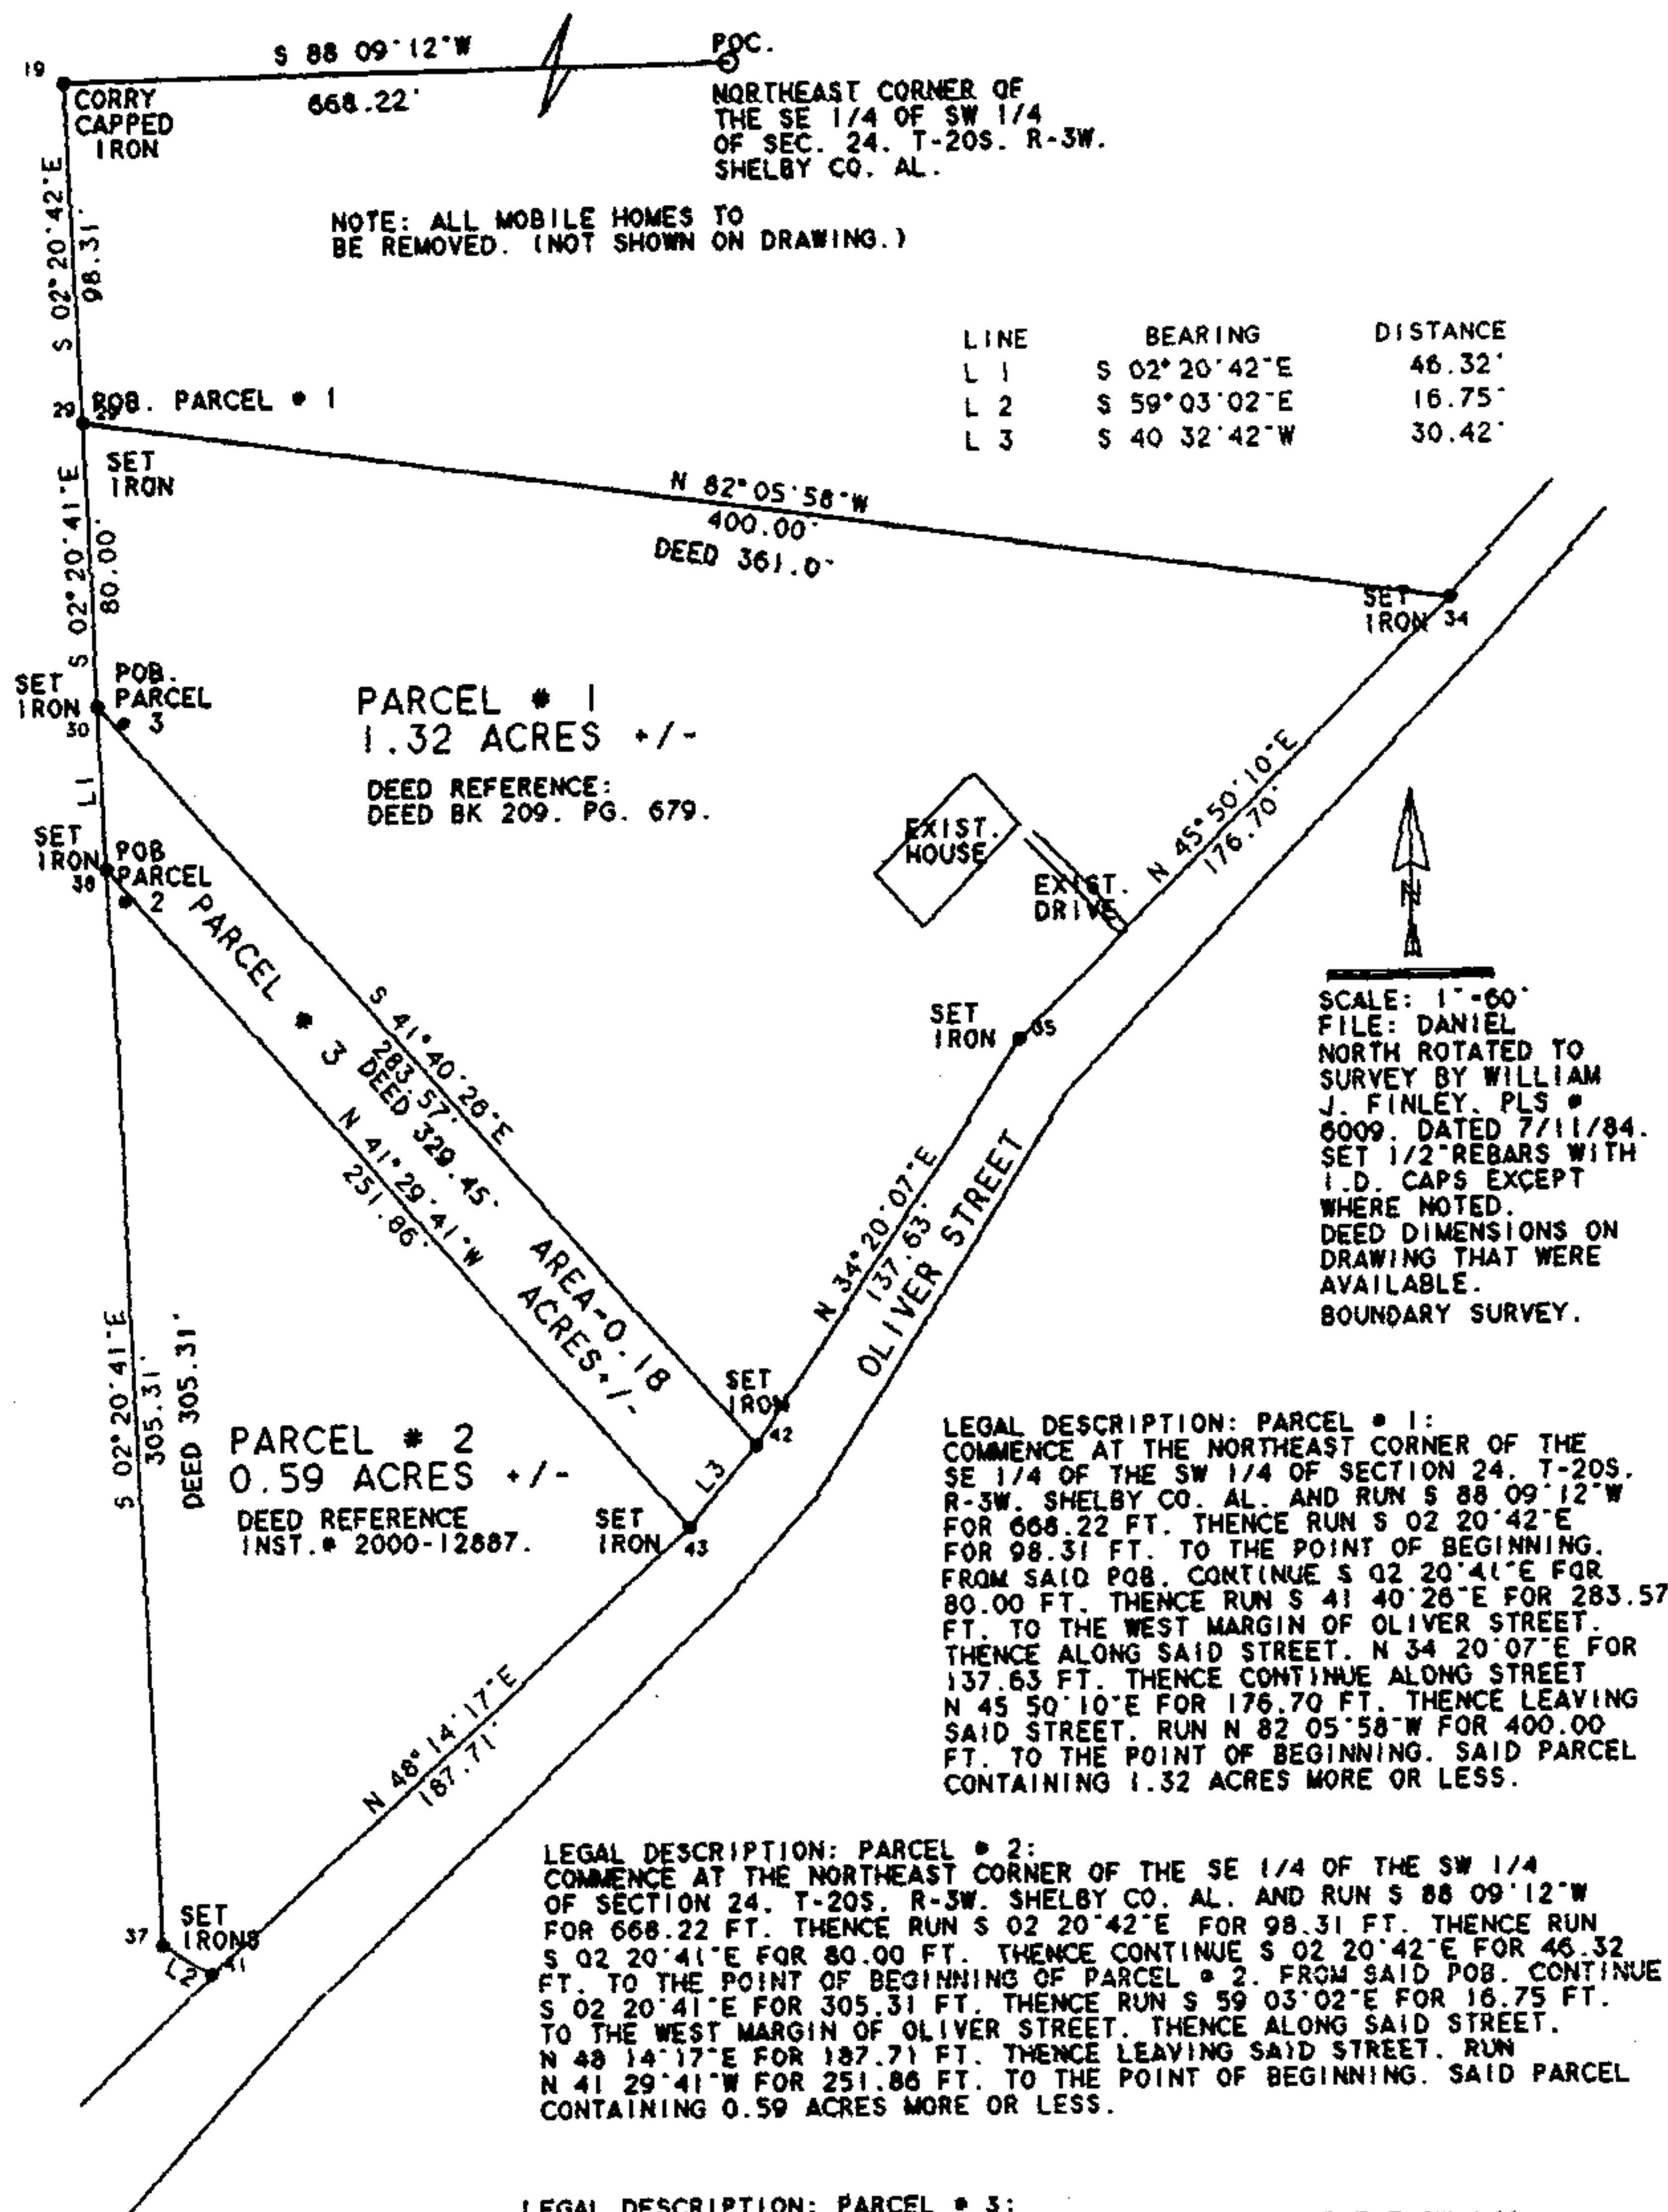 S 88 09'12"W
668.22'
POC.
NORTHEAST CORNER OF
THE SE 1/4 OF SW 1/4
OF SEC. 24. T-20S. R-3W.
SHELBY CO. AL.
19
CORRY
CAPPED
IRON
S 02°20'42"E
98.31'
NOTE: ALL MOBILE HOMES TO
BE REMOVED. (NOT SHOWN ON DRAWING.)
LINE BEARING DISTANCE
L 1 S 02°20'42"E 46.32'
L 2 S 59°03'02"E 16.75'
L 3 S 40 32'42"W 30.42'
29 POB. PARCEL # 1
SET
IRON
N 82°05'58"W
400.00'
DEED 361.0'
S 02°20'41"E
80.00'
SET
IRON 34
SET
IRON
30
POB.
PARCEL
# 3
PARCEL # 1
1.32 ACRES +/-
DEED REFERENCE:
DEED BK 209. PG. 679.
L1
SET
IRON
38
POB
PARCEL
# 2
EXIST.
HOUSE
EXIST.
DRIVE
N 45°50'10"E
176.70'
N
SCALE: 1"-60'
FILE: DANIEL
NORTH ROTATED TO
SURVEY BY WILLIAM
J. FINLEY. PLS #
6009. DATED 7/11/84.
SET 1/2"REBARS WITH
I.D. CAPS EXCEPT
WHERE NOTED.
DEED DIMENSIONS ON
DRAWING THAT WERE
AVAILABLE.
BOUNDARY SURVEY.
SET
IRON 35
PARCEL # 3
S 41°40'26"E
283.57'
DEED 329.45'
N 41°29'41"W
251.86'
AREA-0.18
ACRES+/-
N 34°20'07"E
137.63'
OLIVER STREET
S 02°20'41"E
305.31'
DEED 305.31'
SET
IRON
42
L3
PARCEL # 2
0.59 ACRES +/-
DEED REFERENCE
INST.# 2000-12887.
SET
IRON 43
N 48°14'17"E
187.71'
37 SET
IRONS
L2 41
LEGAL DESCRIPTION: PARCEL # 1:
COMMENCE AT THE NORTHEAST CORNER OF THE
SE 1/4 OF THE SW 1/4 OF SECTION 24. T-20S.
R-3W. SHELBY CO. AL. AND RUN S 88 09'12"W
FOR 668.22 FT. THENCE RUN S 02 20'42"E
FOR 98.31 FT. TO THE POINT OF BEGINNING.
FROM SAID POB. CONTINUE S 02 20'41"E FOR
80.00 FT. THENCE RUN S 41 40'26"E FOR 283.57
FT. TO THE WEST MARGIN OF OLIVER STREET.
THENCE ALONG SAID STREET. N 34 20'07"E FOR
137.63 FT. THENCE CONTINUE ALONG STREET
N 45 50'10"E FOR 176.70 FT. THENCE LEAVING
SAID STREET. RUN N 82 05'58"W FOR 400.00
FT. TO THE POINT OF BEGINNING. SAID PARCEL
CONTAINING 1.32 ACRES MORE OR LESS.
LEGAL DESCRIPTION: PARCEL # 2:
COMMENCE AT THE NORTHEAST CORNER OF THE SE 1/4 OF THE SW 1/4
OF SECTION 24. T-20S. R-3W. SHELBY CO. AL. AND RUN S 88 09'12"W
FOR 668.22 FT. THENCE RUN S 02 20'42"E FOR 98.31 FT. THENCE RUN
S 02 20'41"E FOR 80.00 FT. THENCE CONTINUE S 02 20'42"E FOR 46.32
FT. TO THE POINT OF BEGINNING OF PARCEL # 2. FROM SAID POB. CONTINUE
S 02 20'41"E FOR 305.31 FT. THENCE RUN S 59 03'02"E FOR 16.75 FT.
TO THE WEST MARGIN OF OLIVER STREET. THENCE ALONG SAID STREET.
N 48 14'17"E FOR 187.71 FT. THENCE LEAVING SAID STREET. RUN
N 41 29'41"W FOR 251.86 FT. TO THE POINT OF BEGINNING. SAID PARCEL
CONTAINING 0.59 ACRES MORE OR LESS.
LEGAL DESCRIPTION: PARCEL # 3: